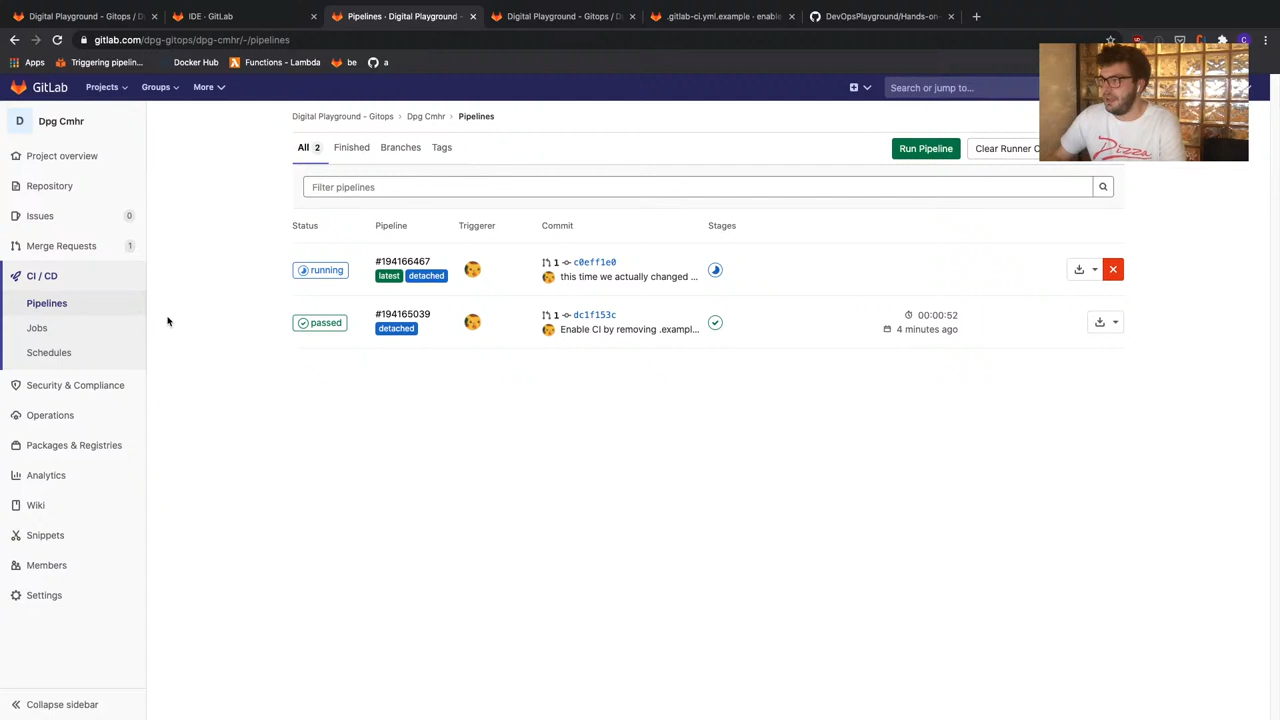 Digital Playground - Gitops / D
IDE · GitLab
Pipelines · Digital Playground -
Digital Playground - Gitops / D
.gitlab-ci.yml.example · enable
DevOpsPlayground/Hands-on-
gitlab.com/dpg-gitops/dpg-cmhr/-/pipelines
Apps
Triggering pipelin...
Docker Hub
Functions - Lambda
be
a
GitLab
Projects
Groups
More
Search or jump to...
D
Dpg Cmhr
Project overview
Repository
Issues
0
Merge Requests
1
CI / CD
Pipelines
Jobs
Schedules
Security & Compliance
Operations
Packages & Registries
Analytics
Wiki
Snippets
Members
Settings
Collapse sidebar
Digital Playground - Gitops › Dpg Cmhr › Pipelines
All 2
Finished
Branches
Tags
Run Pipeline
Clear Runner C
Filter pipelines
Status
Pipeline
Triggerer
Commit
Stages
running
#194166467
latest
detached
1
c0eff1e0
this time we actually changed ...
passed
#194165039
detached
1
dc1f153c
Enable CI by removing .exampl...
00:00:52
4 minutes ago
Pizza